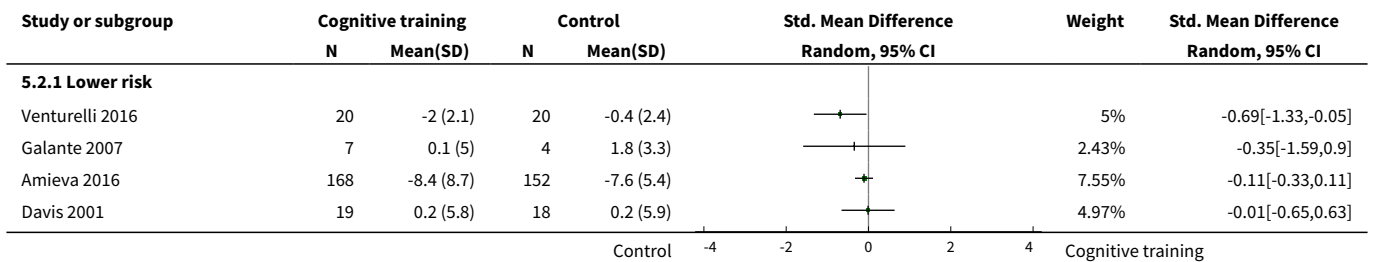 Study or subgroup Cognitive training Control Std. Mean Difference Weight Std. Mean Difference
N Mean(SD) N Mean(SD) Random, 95% CI Random, 95% CI
5.2.1 Lower risk
Venturelli 2016 20 -2 (2.1) 20 -0.4 (2.4) 5% -0.69[-1.33,-0.05]
Galante 2007 7 0.1 (5) 4 1.8 (3.3) 2.43% -0.35[-1.59,0.9]
Amieva 2016 168 -8.4 (8.7) 152 -7.6 (5.4) 7.55% -0.11[-0.33,0.11]
Davis 2001 19 0.2 (5.8) 18 0.2 (5.9) 4.97% -0.01[-0.65,0.63]
Control -4 -2 0 2 4 Cognitive training